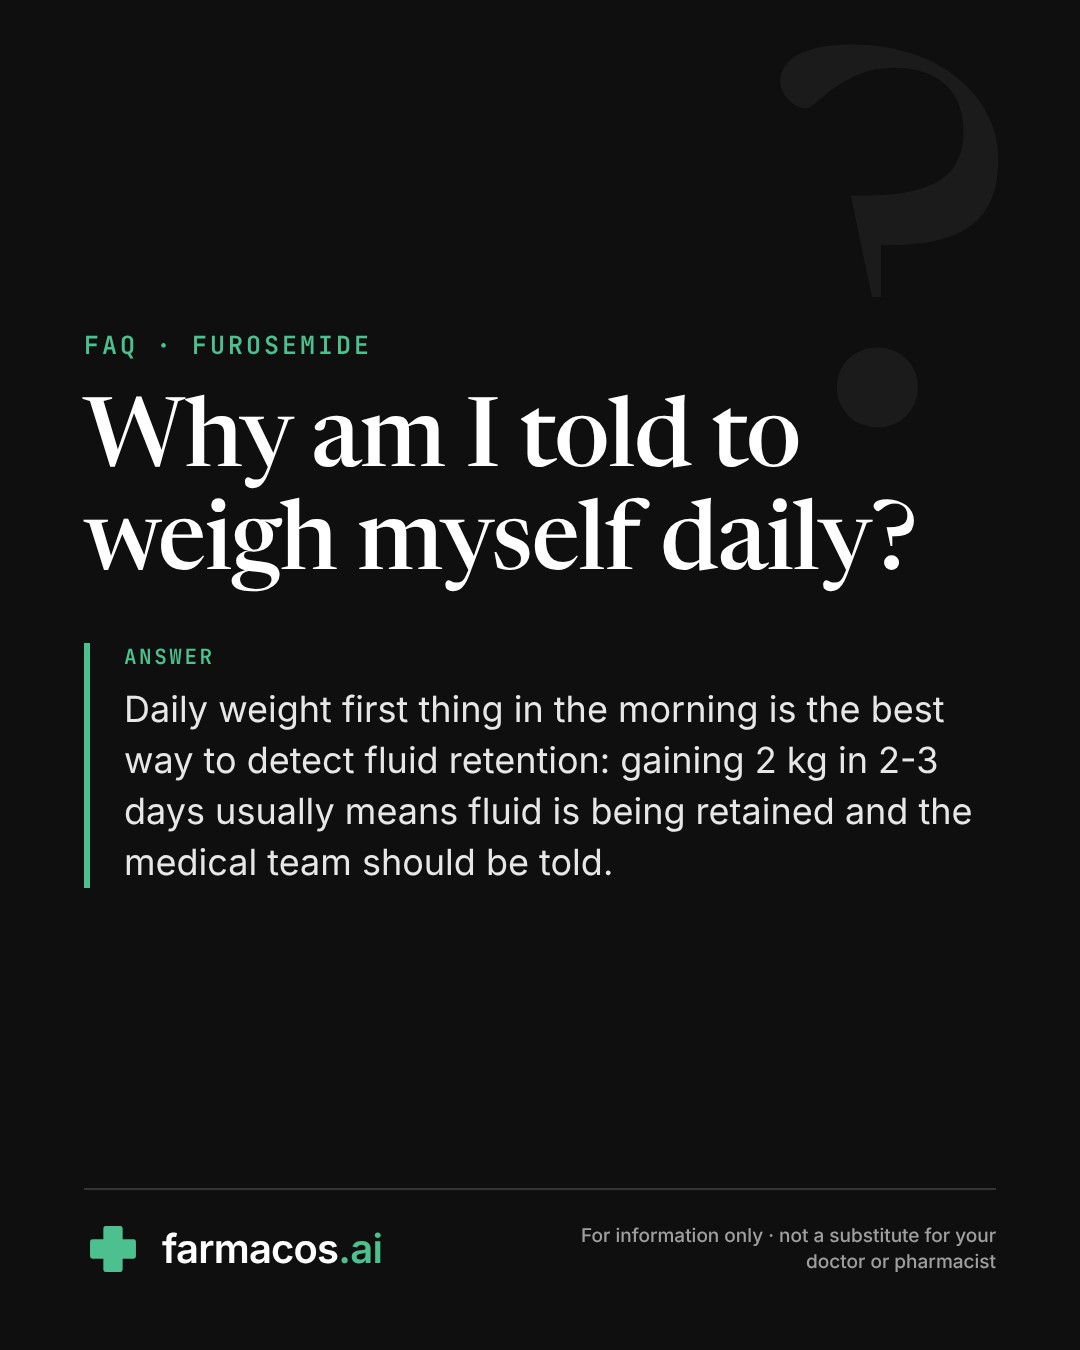 ?
FAQ · FUROSEMIDE
Why am I told to
weigh myself daily?
ANSWER
Daily weight first thing in the morning is the best
way to detect fluid retention: gaining 2 kg in 2-3
days usually means fluid is being retained and the
medical team should be told.
farmacos.ai
For information only · not a substitute for your
doctor or pharmacist